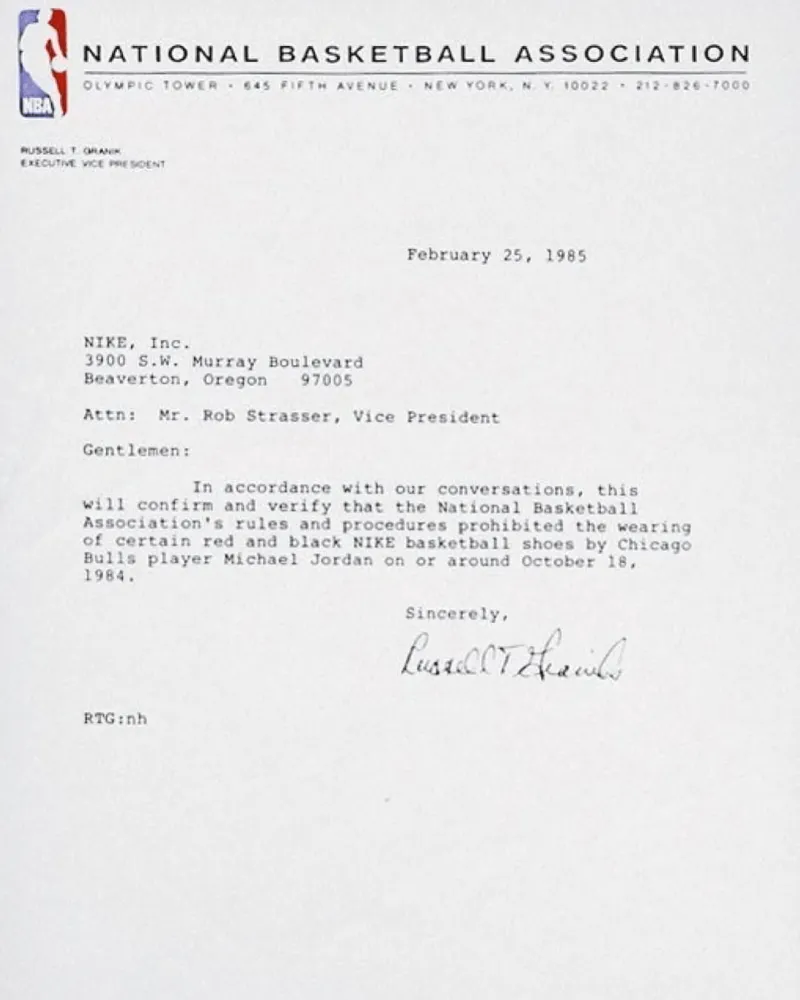 NBA
NATIONAL BASKETBALL ASSOCIATION
OLYMPIC TOWER • 645 FIFTH AVENUE • NEW YORK, N. Y. 10022 • 212-826-7000
RUSSELL T. GRANIK
EXECUTIVE VICE PRESIDENT
February 25, 1985
NIKE, Inc.
3900 S.W. Murray Boulevard
Beaverton, Oregon 97005
Attn: Mr. Rob Strasser, Vice President
Gentlemen:
In accordance with our conversations, this
will confirm and verify that the National Basketball
Association's rules and procedures prohibited the wearing
of certain red and black NIKE basketball shoes by Chicago
Bulls player Michael Jordan on or around October 18,
1984.
Sincerely,
Russell T Granik
RTG:nh